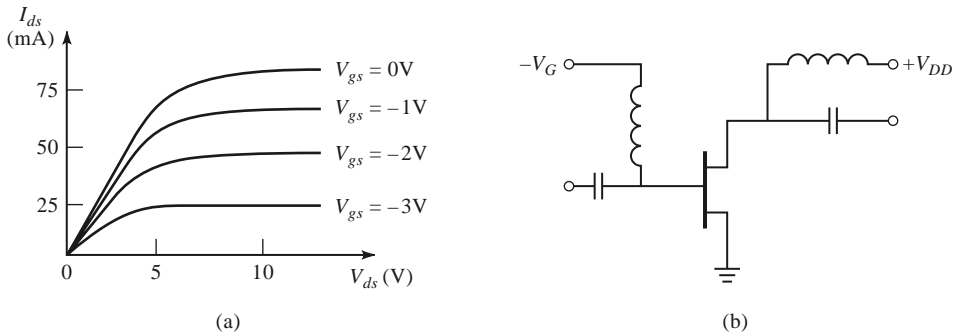 I_ds
(mA)
75
50
25
0
5
10
V_ds (V)
V_gs = 0V
V_gs = –1V
V_gs = –2V
V_gs = –3V
(a)
–V_G
+V_DD
(b)